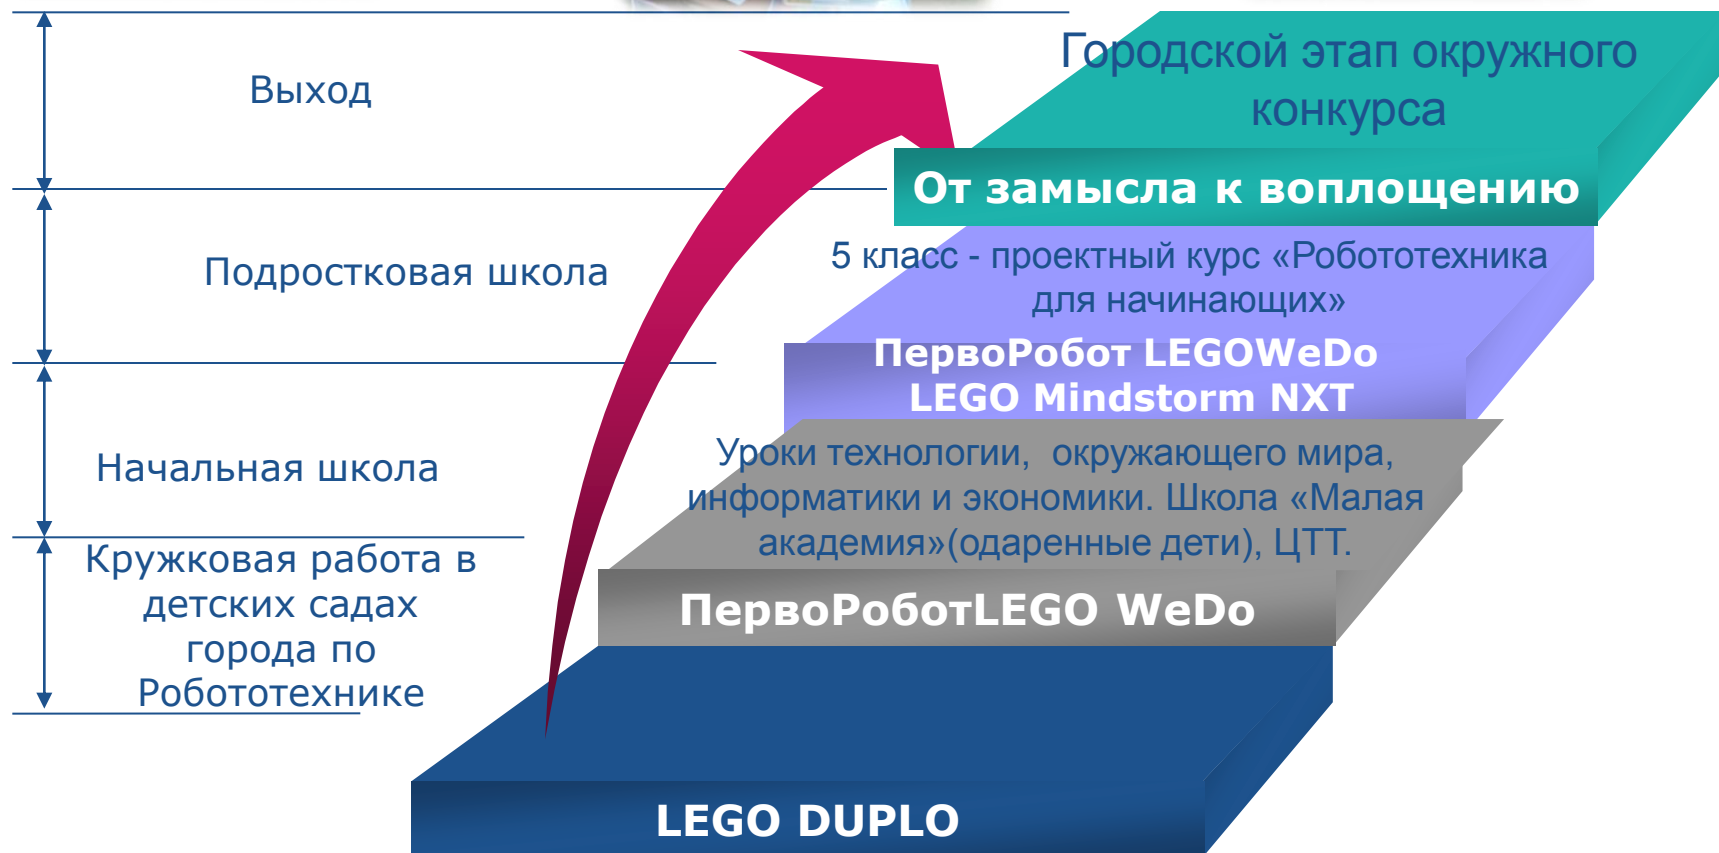 Выход
Городской этап окружного
конкурса
От замысла к воплощению
Подростковая школа
5 класс - проектный курс «Робототехника
для начинающих»
ПервоРобот LEGOWeDo
LEGO Mindstorm NXT
Начальная школа
Уроки технологии, окружающего мира,
информатики и экономики. Школа «Малая
академия»(одаренные дети), ЦТТ.
ПервоРоботLEGO WeDo
Кружковая работа в
детских садах
города по
Робототехнике
LEGO DUPLO